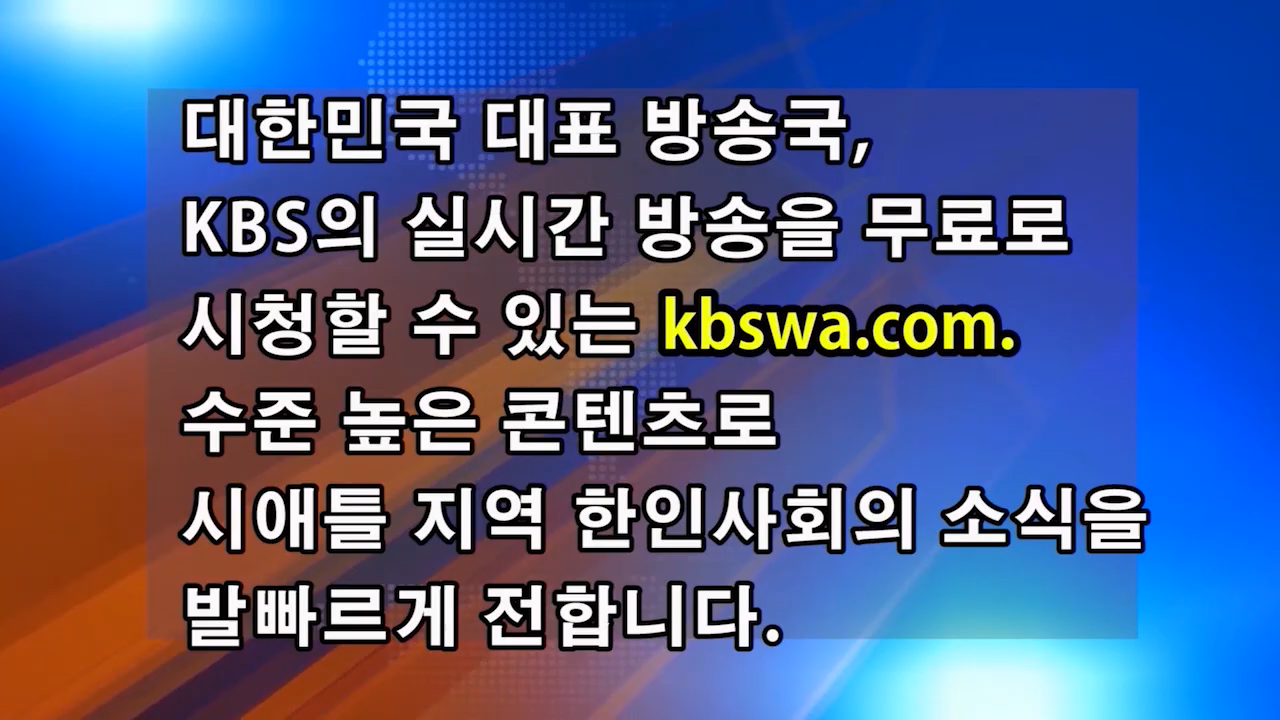 대한민국 대표 방송국,
KBS의 실시간 방송을 무료로
시청할 수 있는 kbswa.com.
수준 높은 콘텐츠로
시애틀 지역 한인사회의 소식을
발빠르게 전합니다.